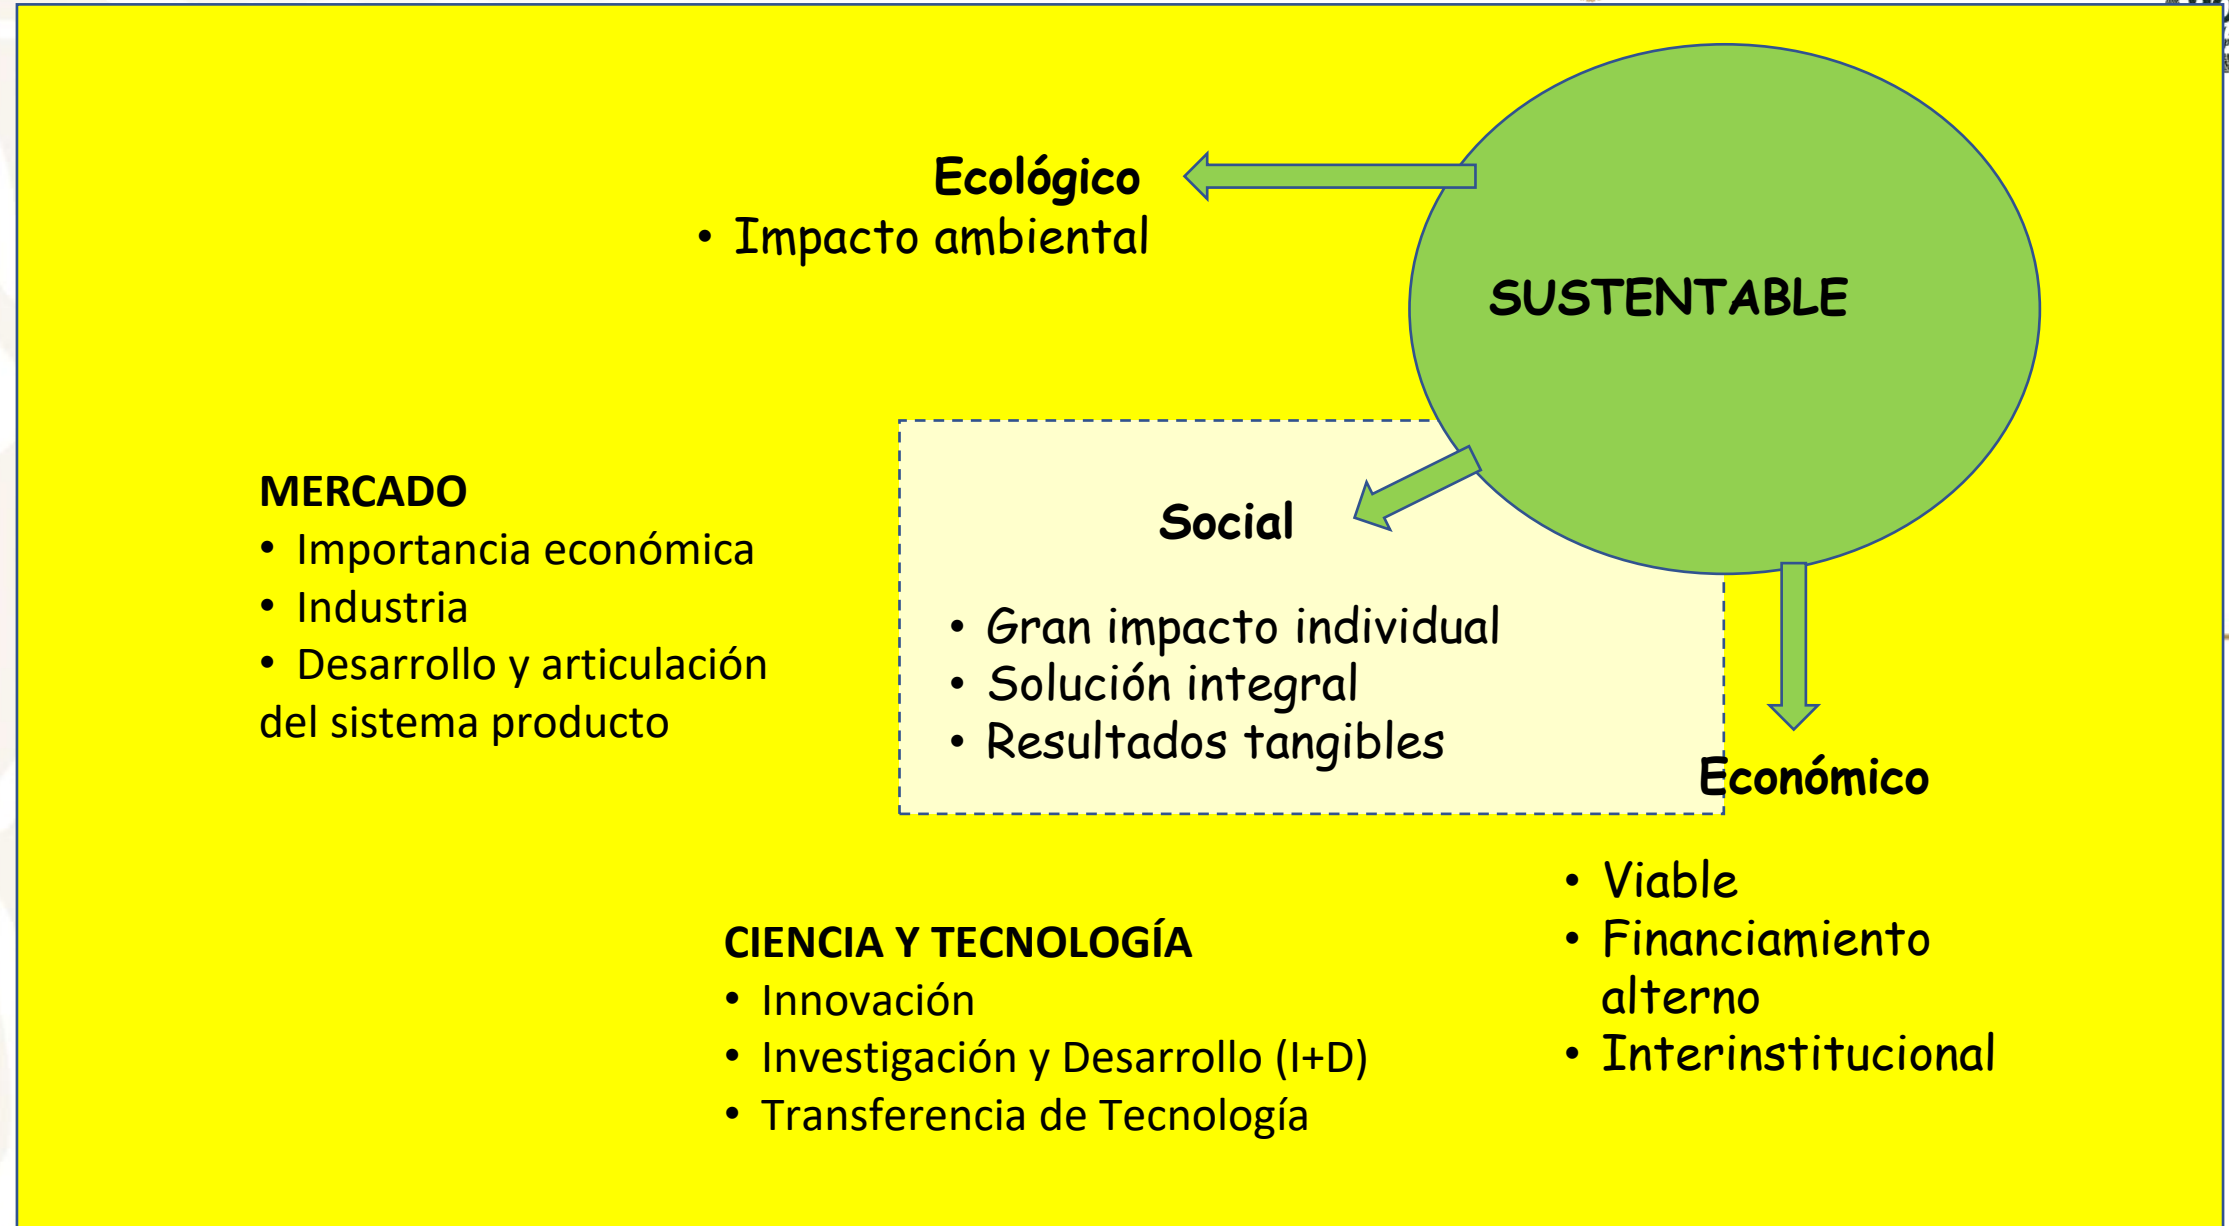 Ecológico
• Impacto ambiental
SUSTENTABLE
MERCADO
• Importancia económica
• Industria
• Desarrollo y articulación
del sistema producto
Social
• Gran impacto individual
• Solución integral
• Resultados tangibles
Económico
• Viable
• Financiamiento
alterno
• Interinstitucional
CIENCIA Y TECNOLOGÍA
• Innovación
• Investigación y Desarrollo (I+D)
• Transferencia de Tecnología